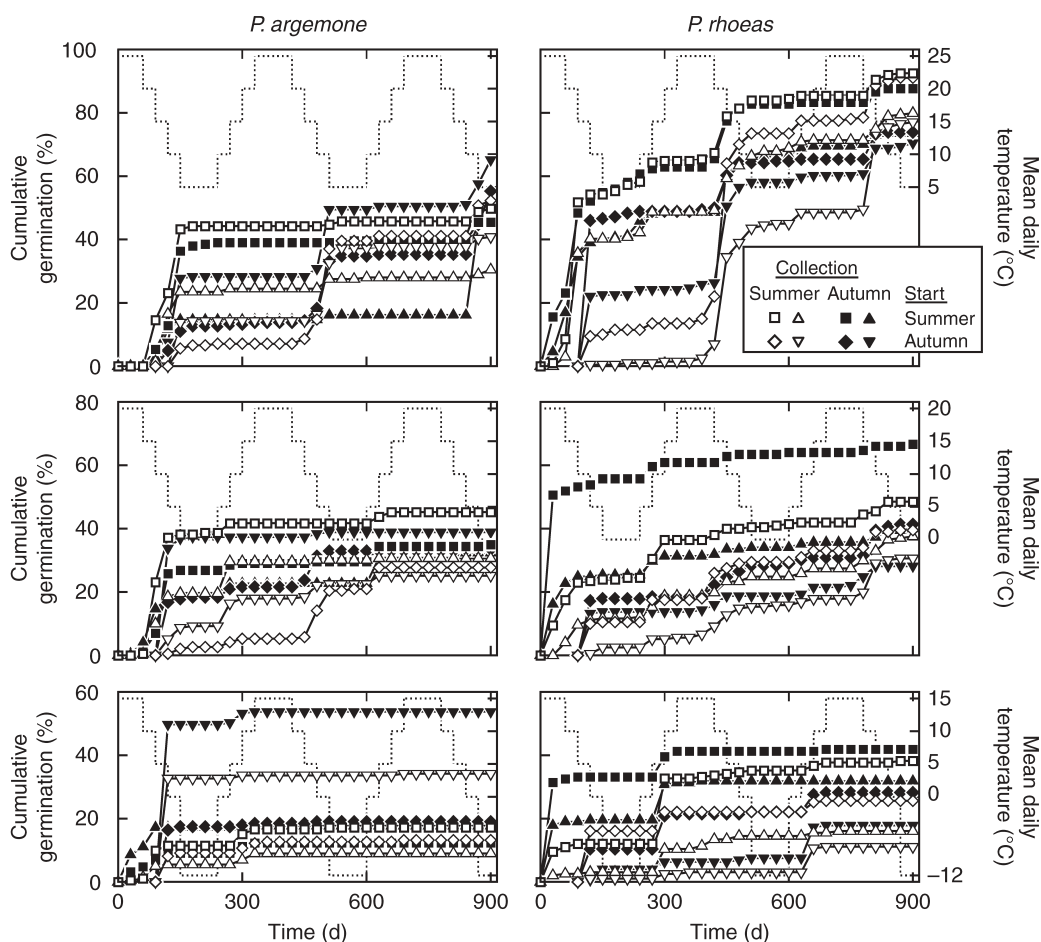 P. argemone
P. rhoeas
Cumulative
germination (%)
100
80
60
40
20
0
25
20
15
10
5
Mean daily
temperature (°C)
Collection
Summer Autumn Start
Summer
Autumn
Cumulative
germination (%)
80
60
40
20
0
20
15
10
5
0
Mean daily
temperature (°C)
Cumulative
germination (%)
60
40
20
0
15
10
5
0
−12
Mean daily
temperature (°C)
0 300 600 900
0 300 600 900
Time (d)
Time (d)